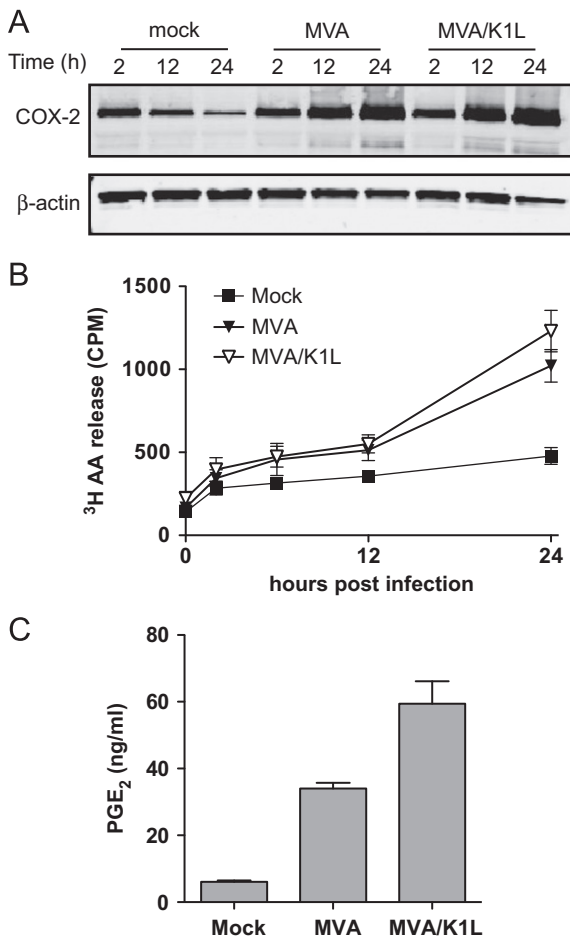 A
mock MVA MVA/K1L
Time (h) 2 12 24 2 12 24 2 12 24
COX-2
β-actin
B
1500
1000
500
0
³H AA release (CPM)
Mock
MVA
MVA/K1L
0 12 24
hours post infection
C
80
60
40
20
0
PGE₂ (ng/ml)
Mock MVA MVA/K1L